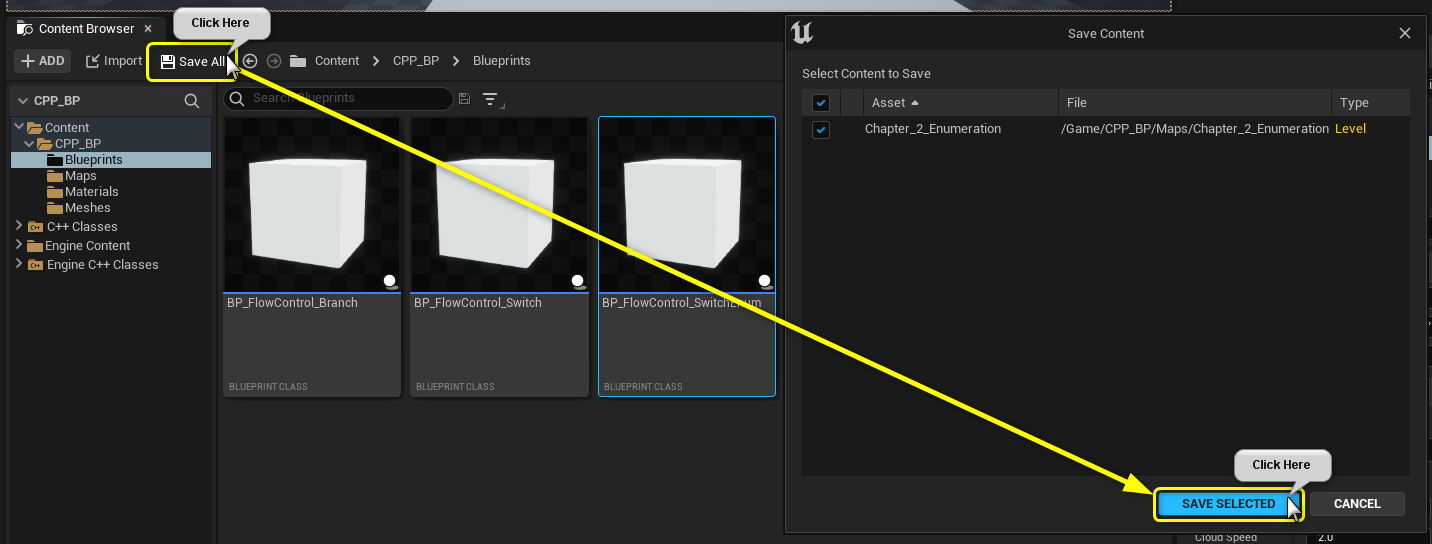 Click Here
Content Browser
ADD
Import
Save All
Content
CPP_BP
Blueprints
CPP_BP
Content
CPP_BP
Blueprints
Maps
Materials
Meshes
C++ Classes
Engine Content
Engine C++ Classes
Search Blueprints
BP_FlowControl_Branch
BLUEPRINT CLASS
BP_FlowControl_Switch
BLUEPRINT CLASS
BP_FlowControl_SwitchEnum
BLUEPRINT CLASS
Save Content
Select Content to Save
Asset File Type
Chapter_2_Enumeration /Game/CPP_BP/Maps/Chapter_2_Enumeration Level
Click Here
SAVE SELECTED
CANCEL
Cloud Speed 2.0